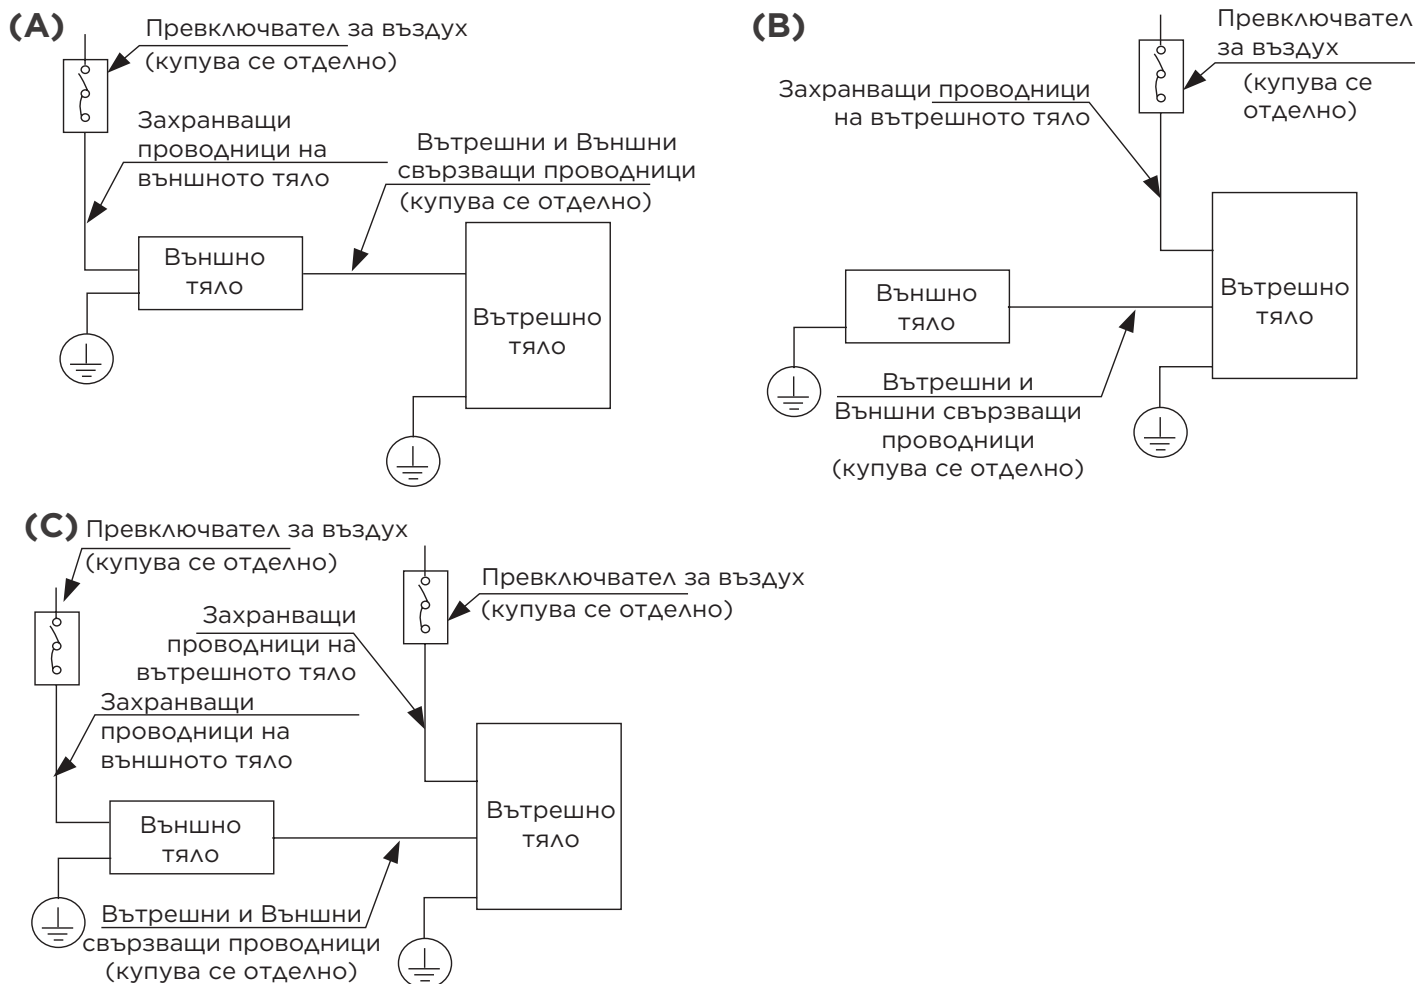 (A)
Превключвател за въздух
(купува се отделно)
Захранващи
проводници на
външното тяло
Вътрешни и Външни
свързващи проводници
(купува се отделно)
Външно
тяло
Вътрешно
тяло
(B)
Превключвател
за въздух
(купува се
отделно)
Захранващи проводници
на вътрешното тяло
Външно
тяло
Вътрешно
тяло
Вътрешни и
Външни свързващи
проводници
(купува се отделно)
(C)
Превключвател за въздух
(купува се отделно)
Превключвател за въздух
(купува се отделно)
Захранващи
проводници на
вътрешното тяло
Захранващи
проводници на
външното тяло
Външно
тяло
Вътрешно
тяло
Вътрешни и Външни
свързващи проводници
(купува се отделно)